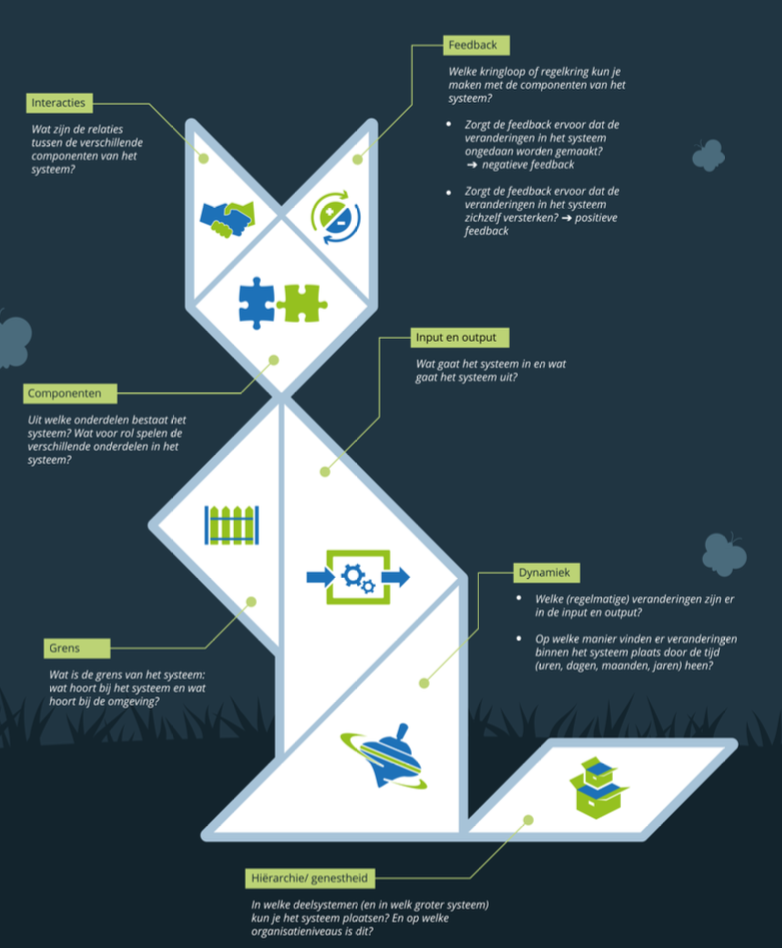 Feedback
Welke kringloop of regelkring kun je
maken met de componenten van het
systeem?
• Zorgt de feedback ervoor dat de
veranderingen in het systeem
ongedaan worden gemaakt?
➔ negatieve feedback
• Zorgt de feedback ervoor dat de
veranderingen in het systeem
zichzelf versterken? ➔ positieve
feedback
Interacties
Wat zijn de relaties
tussen de verschillende
componenten van het
systeem?
Input en output
Wat gaat het systeem in en wat
gaat het systeem uit?
Componenten
Uit welke onderdelen bestaat het
systeem? Wat voor rol spelen de
verschillende onderdelen in het
systeem?
Dynamiek
• Welke (regelmatige) veranderingen zijn er
in de input en output?
• Op welke manier vinden er veranderingen
binnen het systeem plaats door de tijd
(uren, dagen, maanden, jaren) heen?
Grens
Wat is de grens van het systeem:
wat hoort bij het systeem en wat
hoort bij de omgeving?
Hiërarchie/ genestheid
In welke deelsystemen (en in welk groter systeem)
kun je het systeem plaatsen? En op welke
organisatieniveaus is dit?